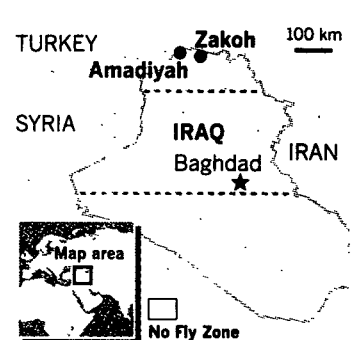 TURKEY
Zakoh
100 km
Amadiyah
SYRIA
IRAQ
Baghdad
IRAN
Map area
No Fly Zone